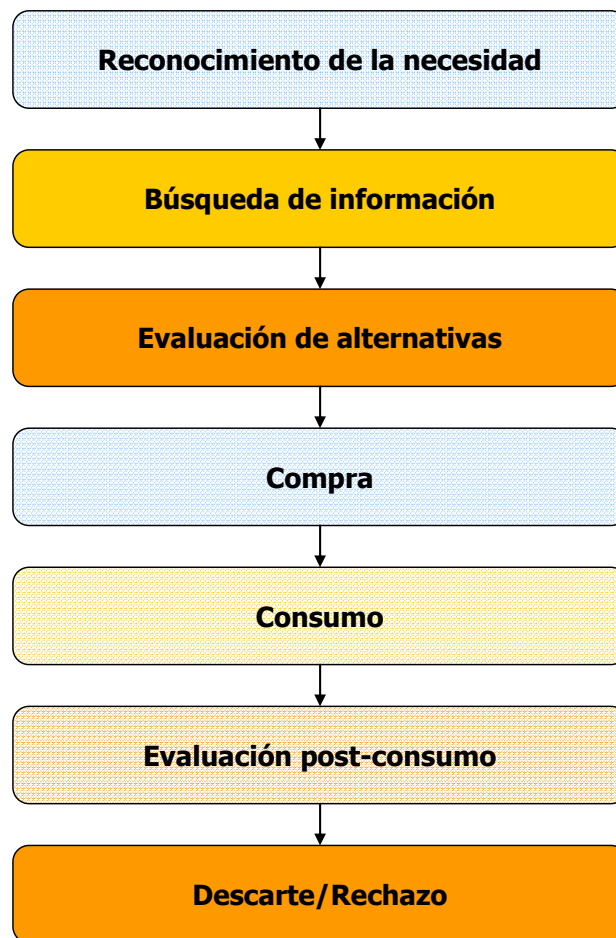 Reconocimiento de la necesidad
Búsqueda de información
Evaluación de alternativas
Compra
Consumo
Evaluación post-consumo
Descarte/Rechazo